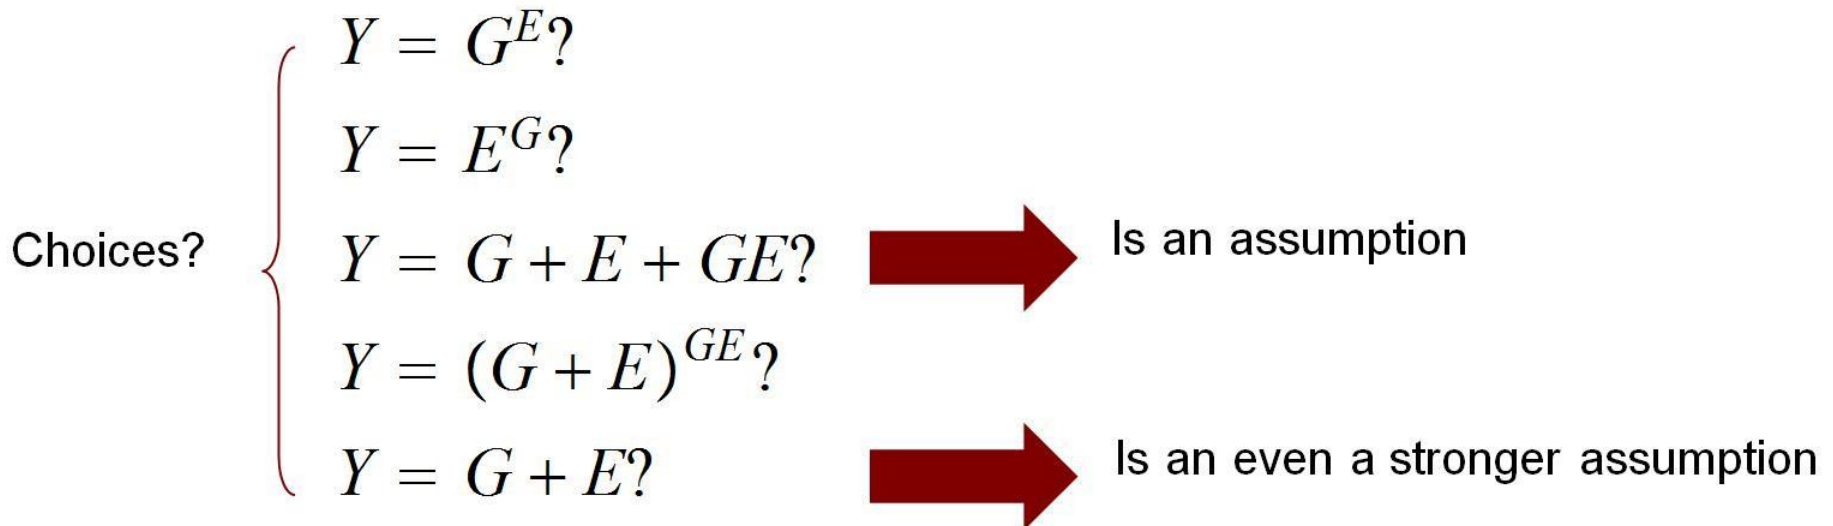 Y = G^E?
Y = E^G?
Choices?
Y = G + E + GE?
Is an assumption
Y = (G + E)^GE?
Y = G + E?
Is an even a stronger assumption